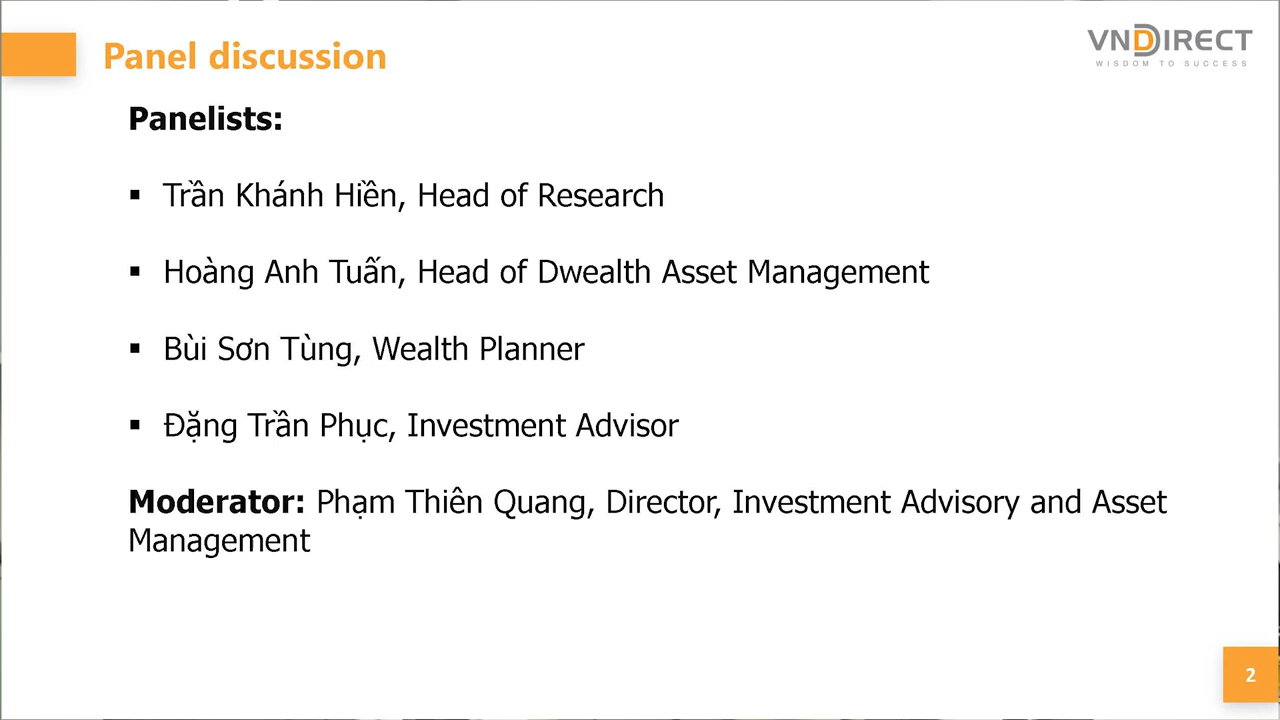 Panel discussion
VNDIRECT
WISDOM TO SUCCESS
Panelists:
▪ Trần Khánh Hiền, Head of Research
▪ Hoàng Anh Tuấn, Head of Dwealth Asset Management
▪ Bùi Sơn Tùng, Wealth Planner
▪ Đặng Trần Phục, Investment Advisor
Moderator: Phạm Thiên Quang, Director, Investment Advisory and Asset
Management
2